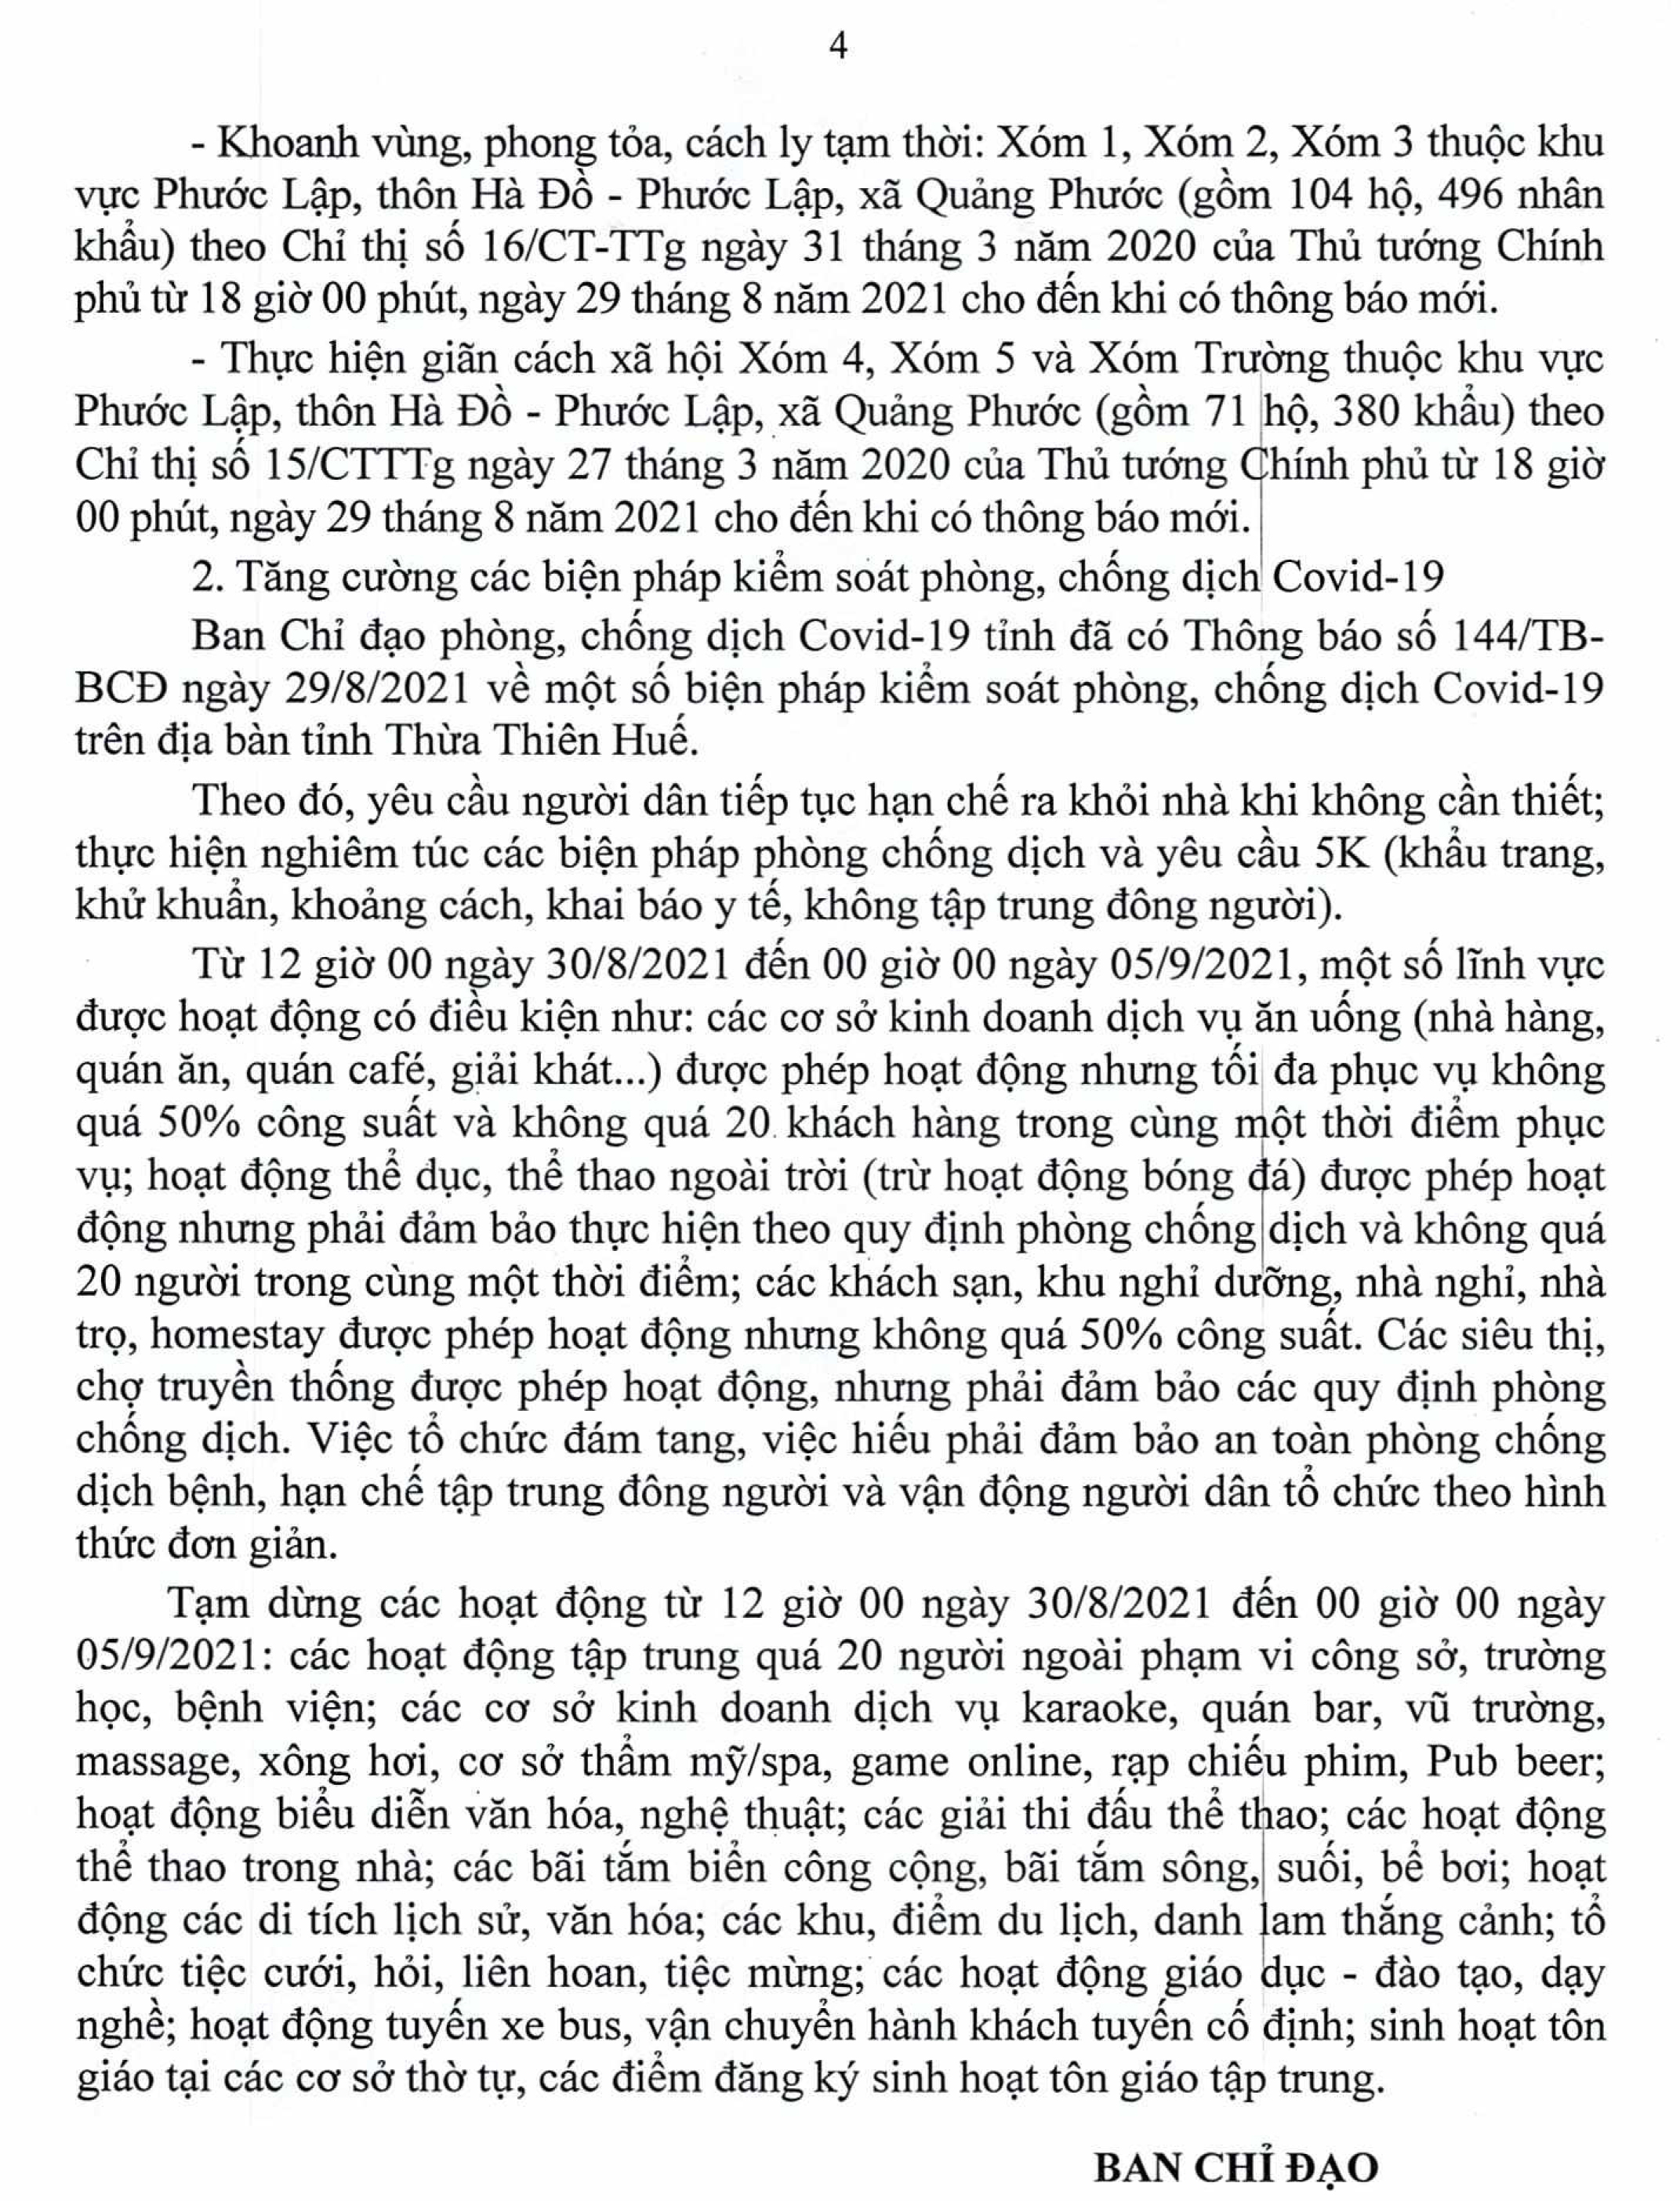 4
- Khoanh vùng, phong tỏa, cách ly tạm thời: Xóm 1, Xóm 2, Xóm 3 thuộc khu
vực Phước Lập, thôn Hà Đồ - Phước Lập, xã Quảng Phước (gồm 104 hộ, 496 nhân
khẩu) theo Chỉ thị số 16/CT-TTg ngày 31 tháng 3 năm 2020 của Thủ tướng Chính
phủ từ 18 giờ 00 phút, ngày 29 tháng 8 năm 2021 cho đến khi có thông báo mới.
- Thực hiện giãn cách xã hội Xóm 4, Xóm 5 và Xóm Trường thuộc khu vực
Phước Lập, thôn Hà Đồ - Phước Lập, xã Quảng Phước (gồm 71 hộ, 380 khẩu) theo
Chỉ thị số 15/CTTTg ngày 27 tháng 3 năm 2020 của Thủ tướng Chính phủ từ 18 giờ
00 phút, ngày 29 tháng 8 năm 2021 cho đến khi có thông báo mới.
2. Tăng cường các biện pháp kiểm soát phòng, chống dịch Covid-19
Ban Chỉ đạo phòng, chống dịch Covid-19 tỉnh đã có Thông báo số 144/TB-
BCĐ ngày 29/8/2021 về một số biện pháp kiểm soát phòng, chống dịch Covid-19
trên địa bàn tỉnh Thừa Thiên Huế.
Theo đó, yêu cầu người dân tiếp tục hạn chế ra khỏi nhà khi không cần thiết;
thực hiện nghiêm túc các biện pháp phòng chống dịch và yêu cầu 5K (khẩu trang,
khử khuẩn, khoảng cách, khai báo y tế, không tập trung đông người).
Từ 12 giờ 00 ngày 30/8/2021 đến 00 giờ 00 ngày 05/9/2021, một số lĩnh vực
được hoạt động có điều kiện như: các cơ sở kinh doanh dịch vụ ăn uống (nhà hàng,
quán ăn, quán café, giải khát...) được phép hoạt động nhưng tối đa phục vụ không
quá 50% công suất và không quá 20 khách hàng trong cùng một thời điểm phục
vụ; hoạt động thể dục, thể thao ngoài trời (trừ hoạt động bóng đá) được phép hoạt
động nhưng phải đảm bảo thực hiện theo quy định phòng chống dịch và không quá
20 người trong cùng một thời điểm; các khách sạn, khu nghỉ dưỡng, nhà nghỉ, nhà
trọ, homestay được phép hoạt động nhưng không quá 50% công suất. Các siêu thị,
chợ truyền thống được phép hoạt động, nhưng phải đảm bảo các quy định phòng
chống dịch. Việc tổ chức đám tang, việc hiếu phải đảm bảo an toàn phòng chống
dịch bệnh, hạn chế tập trung đông người và vận động người dân tổ chức theo hình
thức đơn giản.
Tạm dừng các hoạt động từ 12 giờ 00 ngày 30/8/2021 đến 00 giờ 00 ngày
05/9/2021: các hoạt động tập trung quá 20 người ngoài phạm vi công sở, trường
học, bệnh viện; các cơ sở kinh doanh dịch vụ karaoke, quán bar, vũ trường,
massage, xông hơi, cơ sở thẩm mỹ/spa, game online, rạp chiếu phim, Pub beer;
hoạt động biểu diễn văn hóa, nghệ thuật; các giải thi đấu thể thao; các hoạt động
thể thao trong nhà; các bãi tắm biển công cộng, bãi tắm sông, suối, bể bơi; hoạt
động các di tích lịch sử, văn hóa; các khu, điểm du lịch, danh lam thắng cảnh; tổ
chức tiệc cưới, hỏi, liên hoan, tiệc mừng; các hoạt động giáo dục - đào tạo, dạy
nghề; hoạt động tuyến xe bus, vận chuyển hành khách tuyến cố định; sinh hoạt tôn
giáo tại các cơ sở thờ tự, các điểm đăng ký sinh hoạt tôn giáo tập trung.
BAN CHỈ ĐẠO